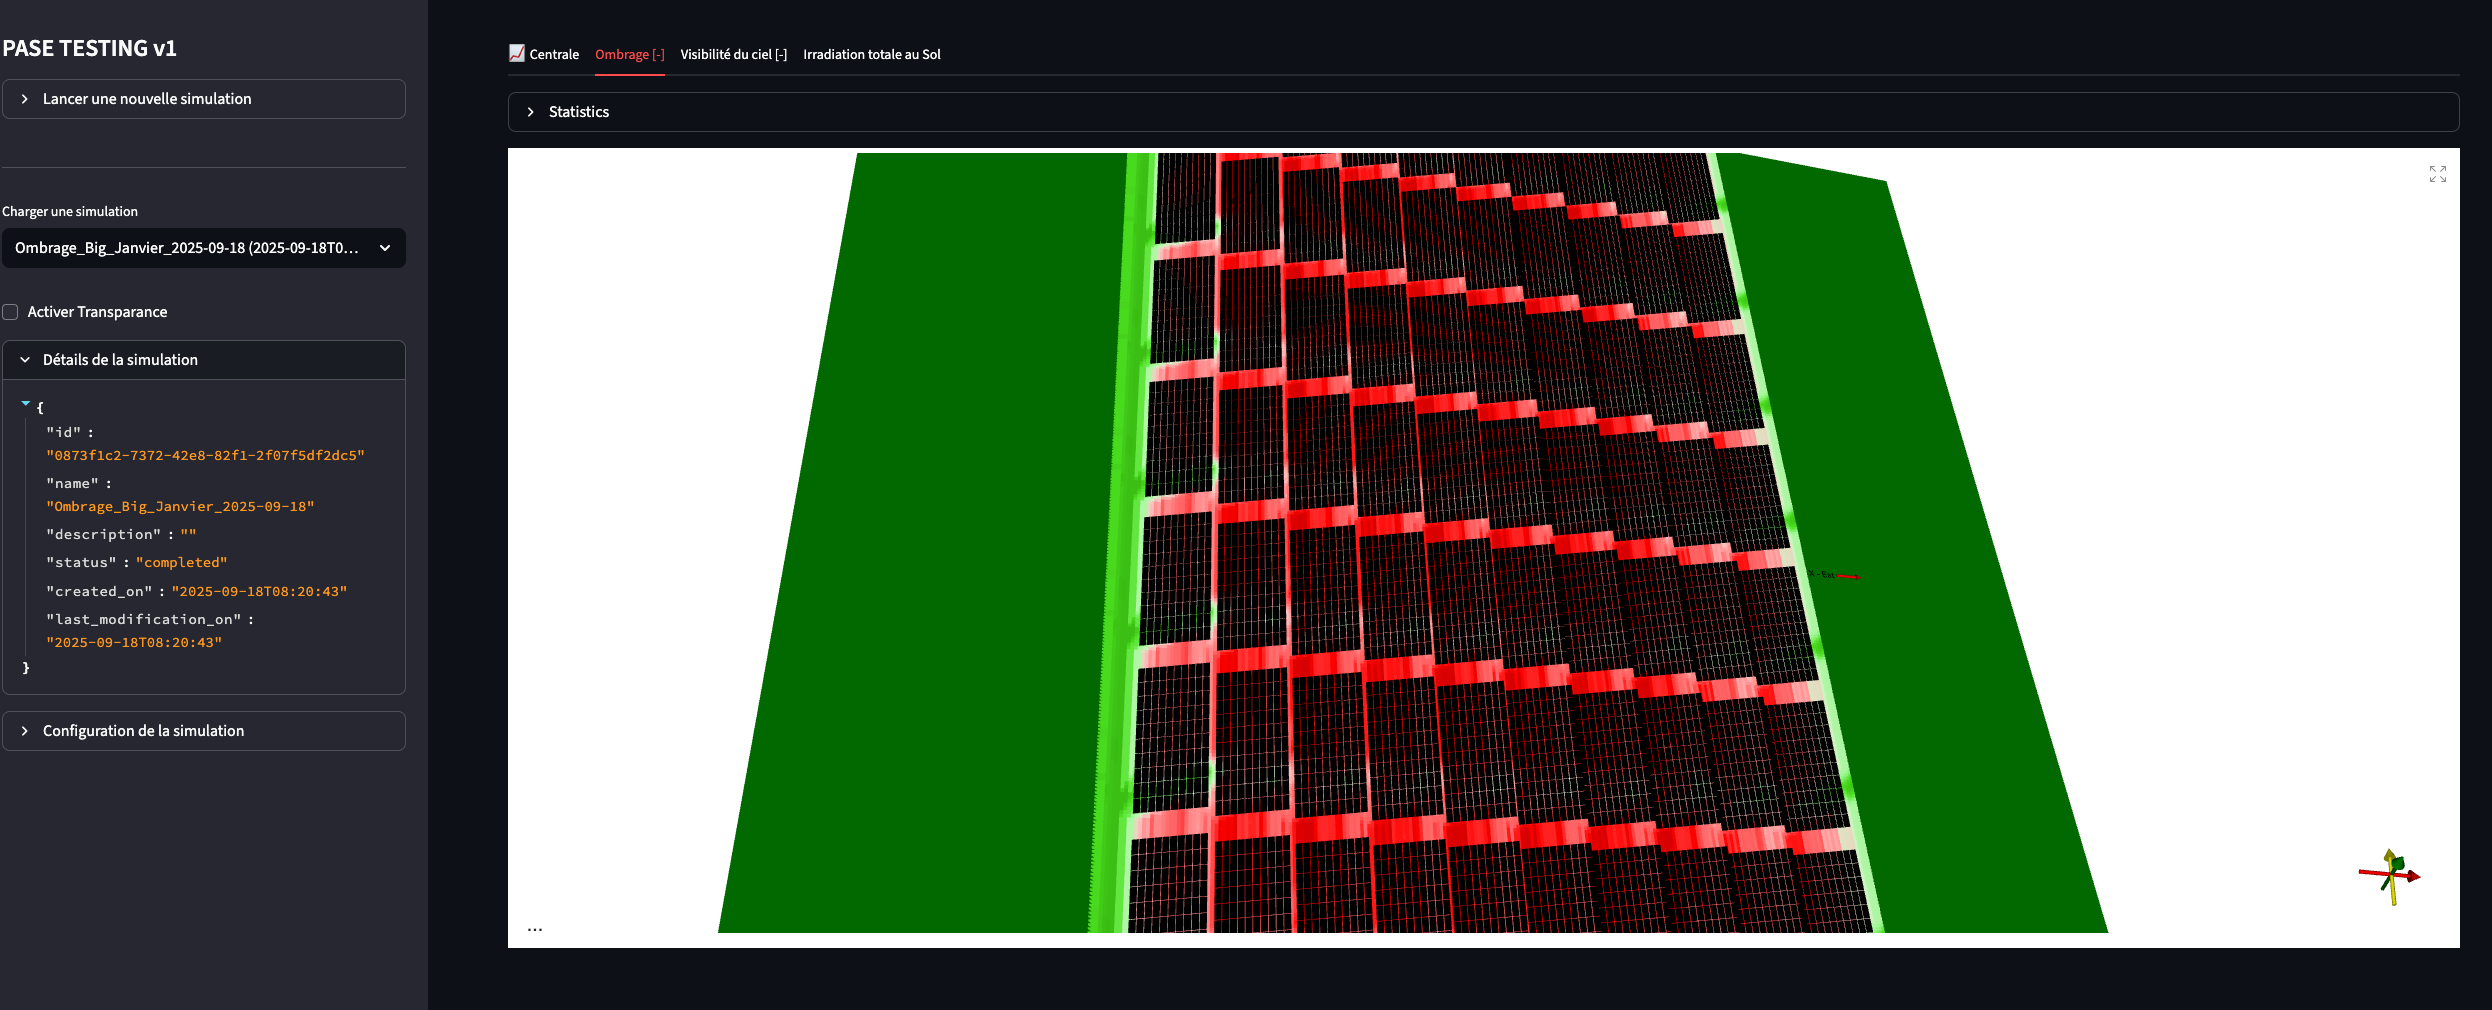 PASE TESTING v1
Lancer une nouvelle simulation
Charger une simulation
Ombrage_Big_Janvier_2025-09-18 (2025-09-18T0...
Activer Transparance
Détails de la simulation
{
"id" :
"0873f1c2-7372-42e8-82f1-2f07f5df2dc5"
"name" :
"Ombrage_Big_Janvier_2025-09-18"
"description" : ""
"status" : "completed"
"created_on" : "2025-09-18T08:20:43"
"last_modification_on" :
"2025-09-18T08:20:43"
}
Configuration de la simulation
Centrale Ombrage [-] Visibilité du ciel [-] Irradiation totale au Sol
Statistics
X - Est
...